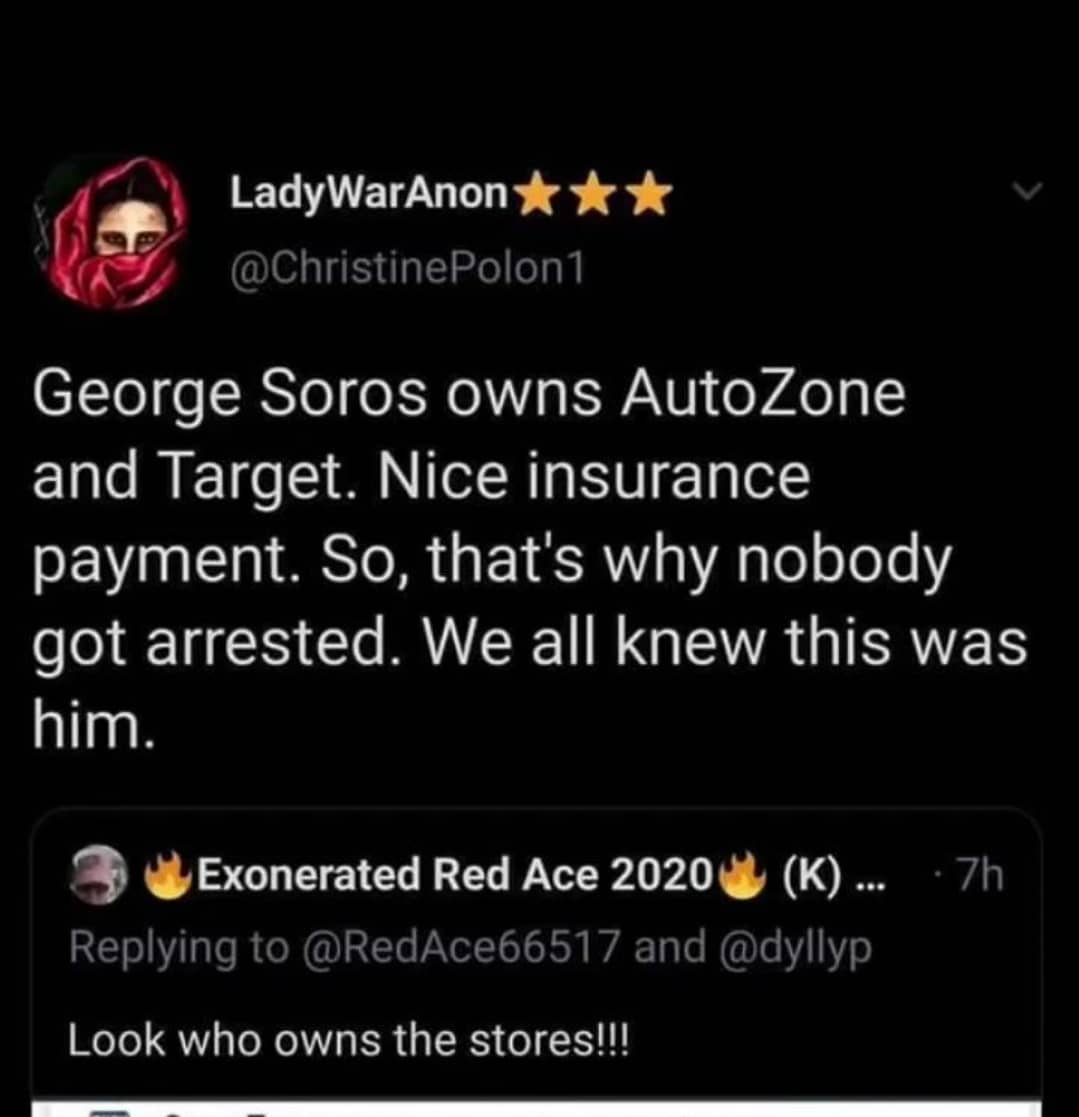 LadyWarAnon⭐⭐⭐
@ChristinePolon1
George Soros owns AutoZone
and Target. Nice insurance
payment. So, that's why nobody
got arrested. We all knew this was
him.
🔥Exonerated Red Ace 2020🔥 (K) ... · 7h
Replying to @RedAce66517 and @dyllyp
Look who owns the stores!!!